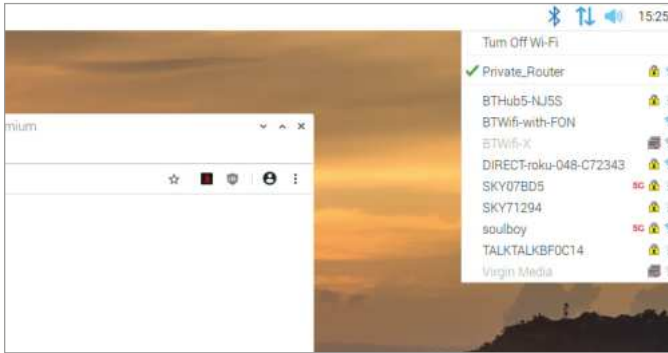 15:25
Turn Off Wi-Fi
Private_Router
mium
BTHub5-NJ5S
BTWifi-with-FON
BTWifi-X
DIRECT-roku-048-C72343
SKY07BD5 5G
SKY71294
soulboy 5G
TALKTALKBF0C14
Virgin Media